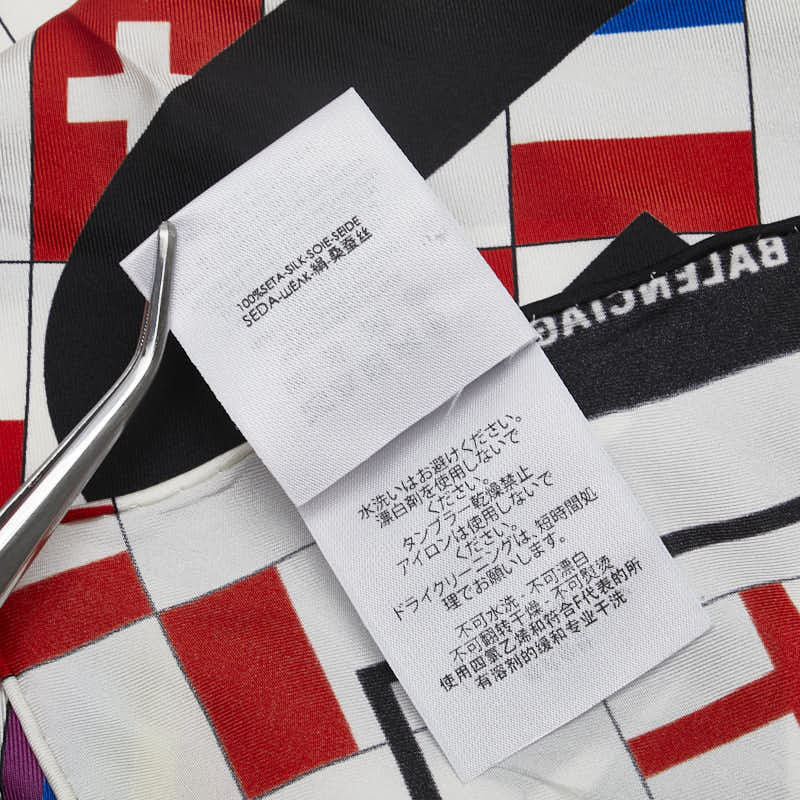 100%SETA-SILK-SOIE-SEIDE
SEDA-ШЁЛК-絹-桑蚕丝
BALENCIAG
水洗いはお避けください。
漂白剤を使用しないで
ください。
タンブラー乾燥禁止
アイロンは使用しないで
ください。
ドライクリーニングは、短時間処
理でお願いします。
不可水洗 - 不可漂白
不可翻转干燥- 不可熨烫
使用四氯乙烯和符合F代表的所
有溶剂的缓和专业干洗